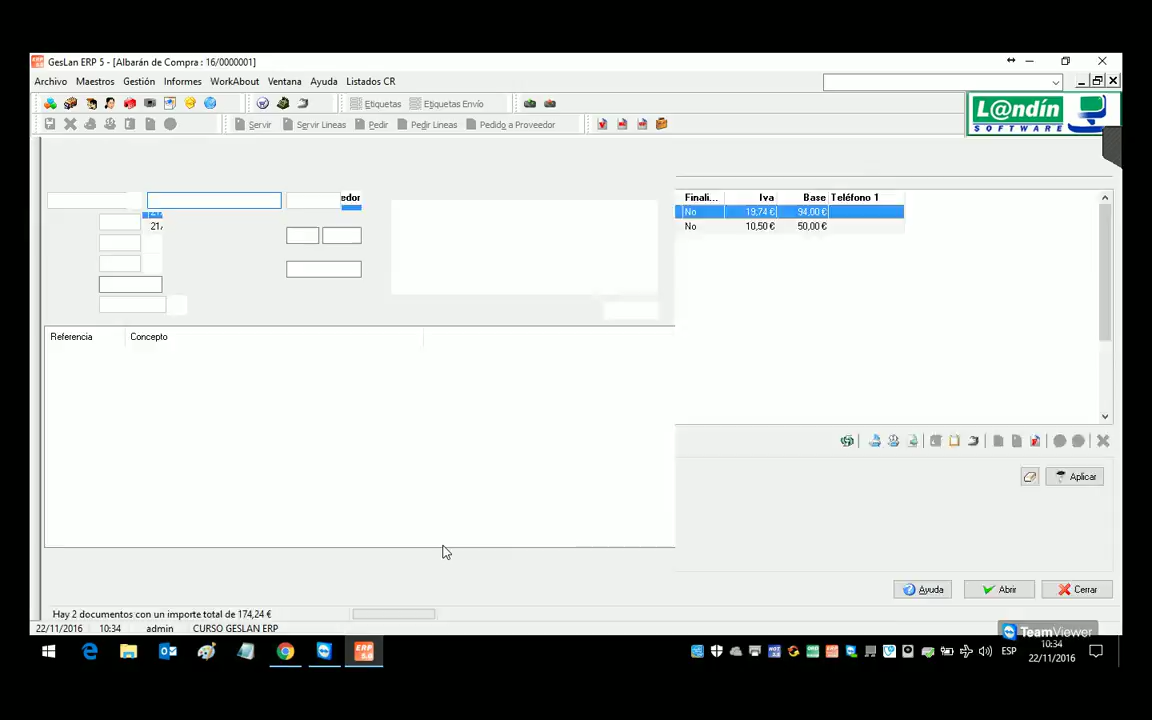 GesLan ERP 5 - [Albarán de Compra : 16/0000001]
Archivo Maestros Gestión Informes WorkAbout Ventana Ayuda Listados CR
Etiquetas Etiquetas Envío
Servir Servir Lineas Pedir Pedir Lineas Pedido a Proveedor
L@ndín
SOFTWARE
edor Finali... Iva Base Teléfono 1
No 19,74 € 94,00 €
21/ No 10,50 € 50,00 €
Referencia Concepto
Aplicar
Ayuda Abrir Cerrar
Hay 2 documentos con un importe total de 174,24 €
22/11/2016 10:34 admin CURSO GESLAN ERP
TeamViewer
ESP 10:34
22/11/2016